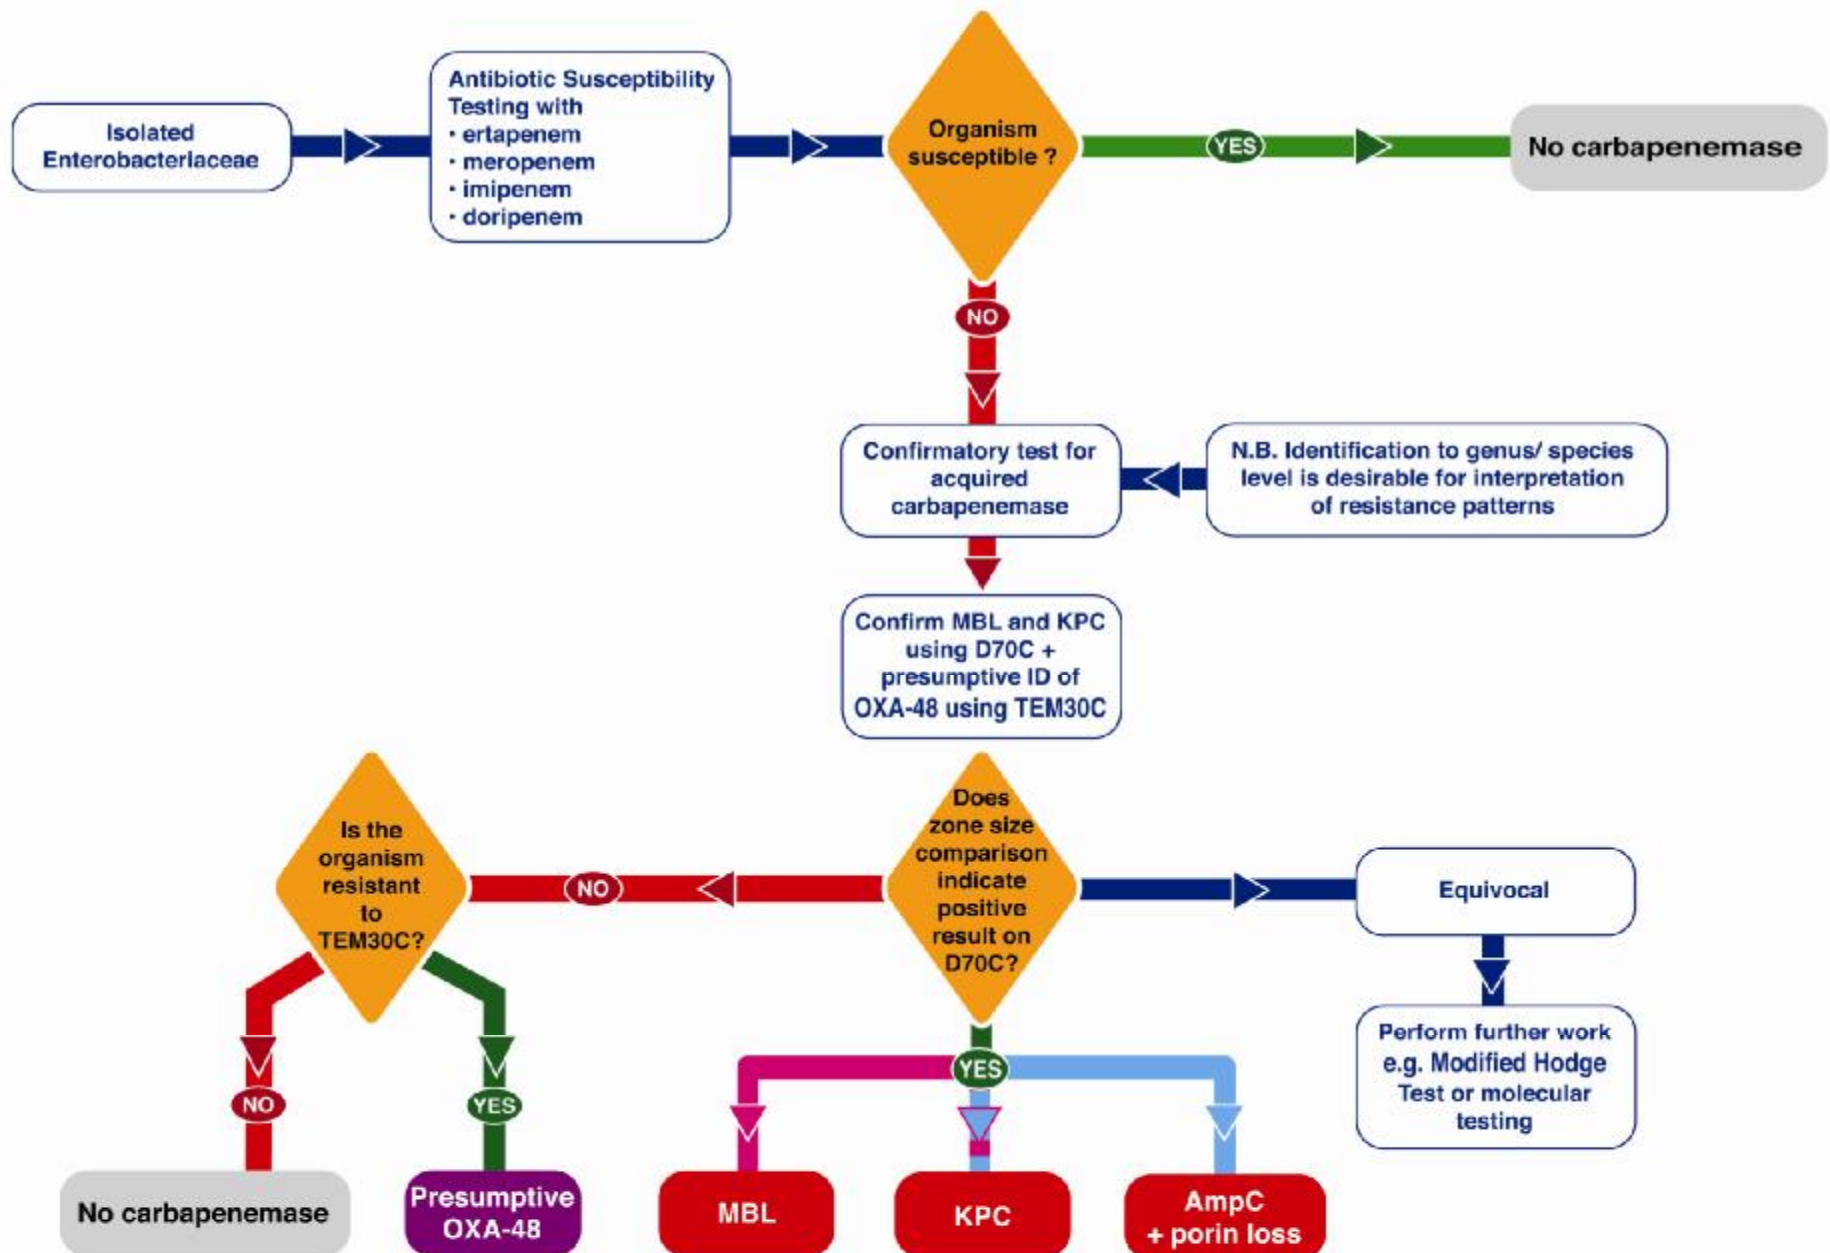 Isolated
Enterobacteriaceae
Antibiotic Susceptibility
Testing with
· ertapenem
· meropenem
· imipenem
· doripenem
Organism
susceptible ?
YES
No carbapenemase
NO
Confirmatory test for
acquired
carbapenemase
N.B. Identification to genus/ species
level is desirable for interpretation
of resistance patterns
Confirm MBL and KPC
using D70C +
presumptive ID of
OXA-48 using TEM30C
Is the
organism
resistant
to
TEM30C?
NO
Does
zone size
comparison
indicate
positive
result on
D70C?
Equivocal
Perform further work
e.g. Modified Hodge
Test or molecular
testing
NO
YES
YES
No carbapenemase
Presumptive
OXA-48
MBL
KPC
AmpC
+ porin loss